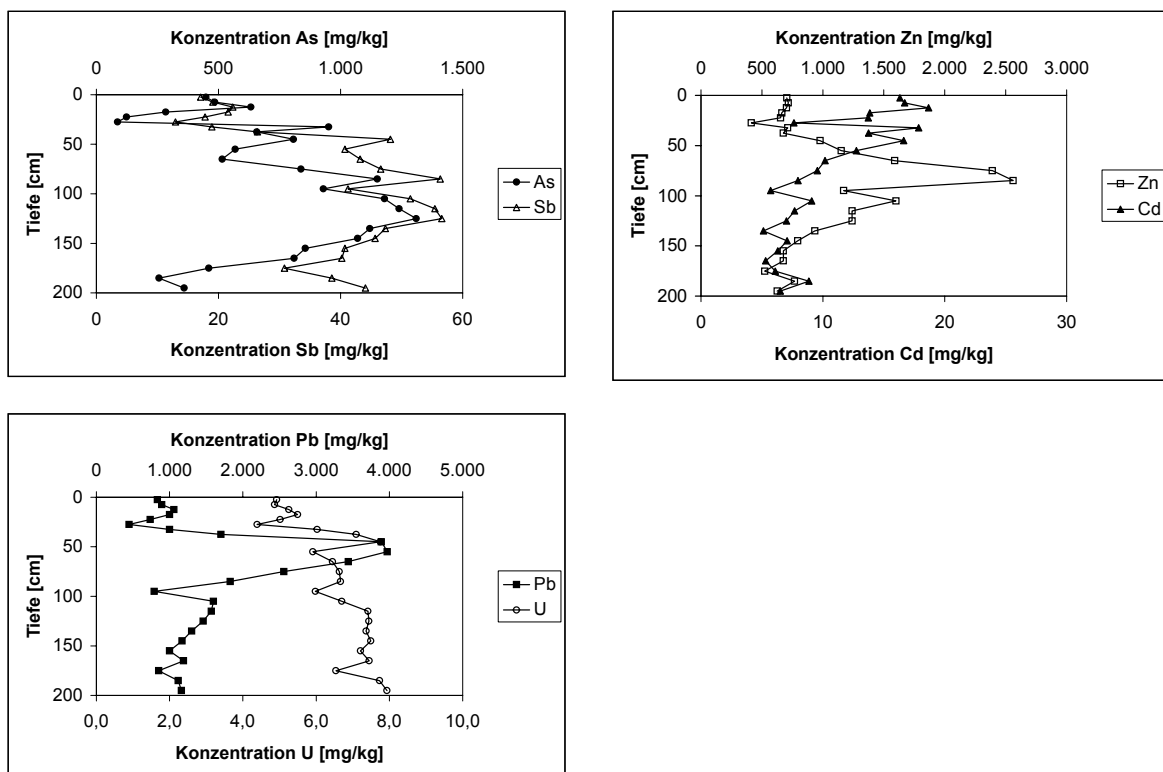 Konzentration As [mg/kg]
0 500 1.000 1.500
Tiefe [cm]
0
50
100
150
200
As
Sb
0 20 40 60
Konzentration Sb [mg/kg]
Konzentration Zn [mg/kg]
0 500 1.000 1.500 2.000 2.500 3.000
Tiefe [cm]
0
50
100
150
200
Zn
Cd
0 10 20 30
Konzentration Cd [mg/kg]
Konzentration Pb [mg/kg]
0 1.000 2.000 3.000 4.000 5.000
Tiefe [cm]
0
50
100
150
200
Pb
U
0,0 2,0 4,0 6,0 8,0 10,0
Konzentration U [mg/kg]